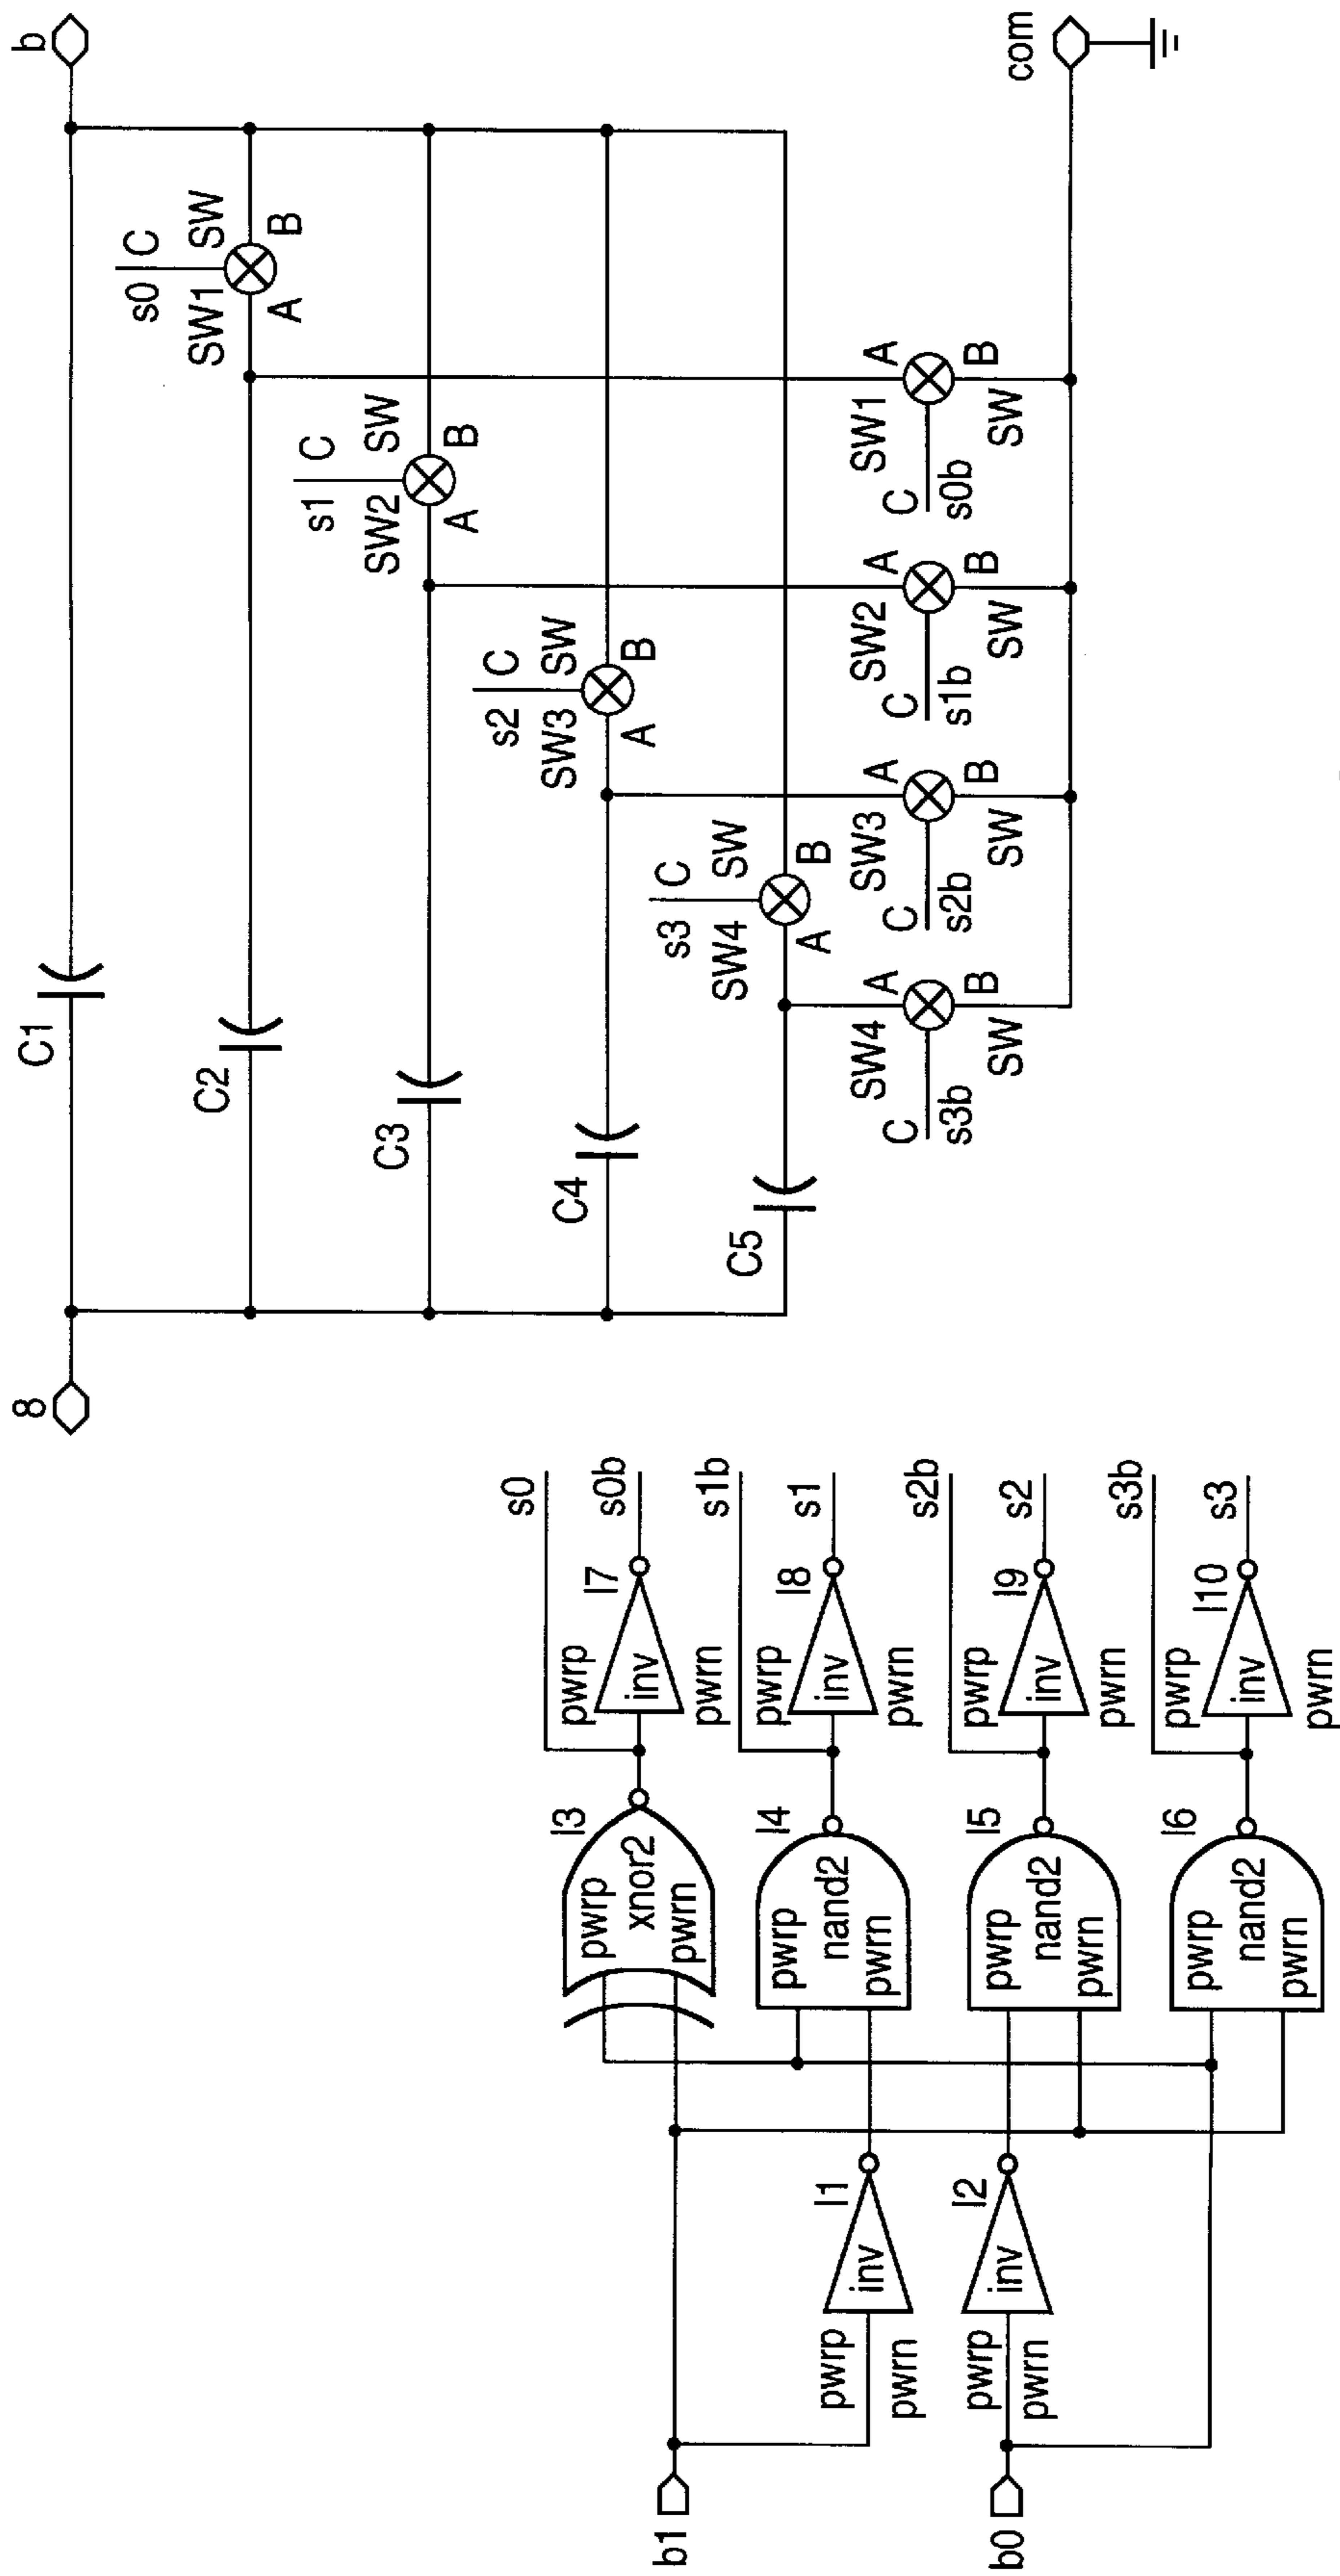 8
C1
b
C2
s0 C
SW1 SW
A B
C3
s1 C
SW2 SW
A B
C4
s2 C
SW3 SW
A B
C5
s3 C
SW4 SW
A B
SW4 A
C
s3b
SW B
SW3 A
C
s2b
SW B
SW2 A
C
s1b
SW B
SW1 A
C
s0b
SW B
com
b1
b0
pwrp
inv
pwrn
I1
pwrp
inv
pwrn
I2
pwrp
xnor2
pwrn
I3
pwrp
nand2
pwrn
I4
pwrp
nand2
pwrn
I5
pwrp
nand2
pwrn
I6
s0
pwrp
inv
pwrn
I7
s0b
s1b
pwrp
inv
pwrn
I8
s1
s2b
pwrp
inv
pwrn
I9
s2
s3b
pwrp
inv
pwrn
I10
s3